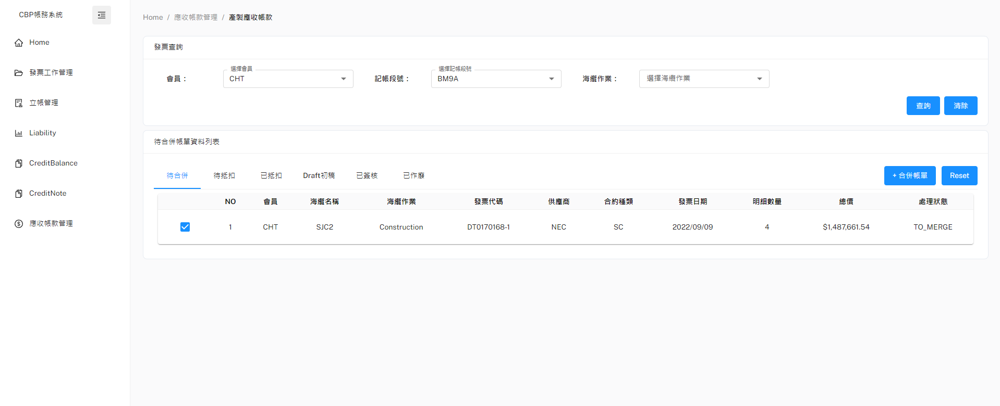 CBP帳務系統
Home
發票工作管理
立帳管理
Liability
CreditBalance
CreditNote
應收帳款管理
Home / 應收帳款管理 / 產製應收帳款
發票查詢
會員： 選擇會員 CHT 記帳段號： 選擇記帳段號 BM9A 海纜作業： 選擇海纜作業
查詢 清除
待合併帳單資料列表
待合併 待抵扣 已抵扣 Draft初稿 已簽核 已作廢 + 合併帳單 Reset
NO 會員 海纜名稱 海纜作業 發票代碼 供應商 合約種類 發票日期 明細數量 總價 處理狀態
1 CHT SJC2 Construction DT0170168-1 NEC SC 2022/09/09 4 $1,487,661.54 TO_MERGE